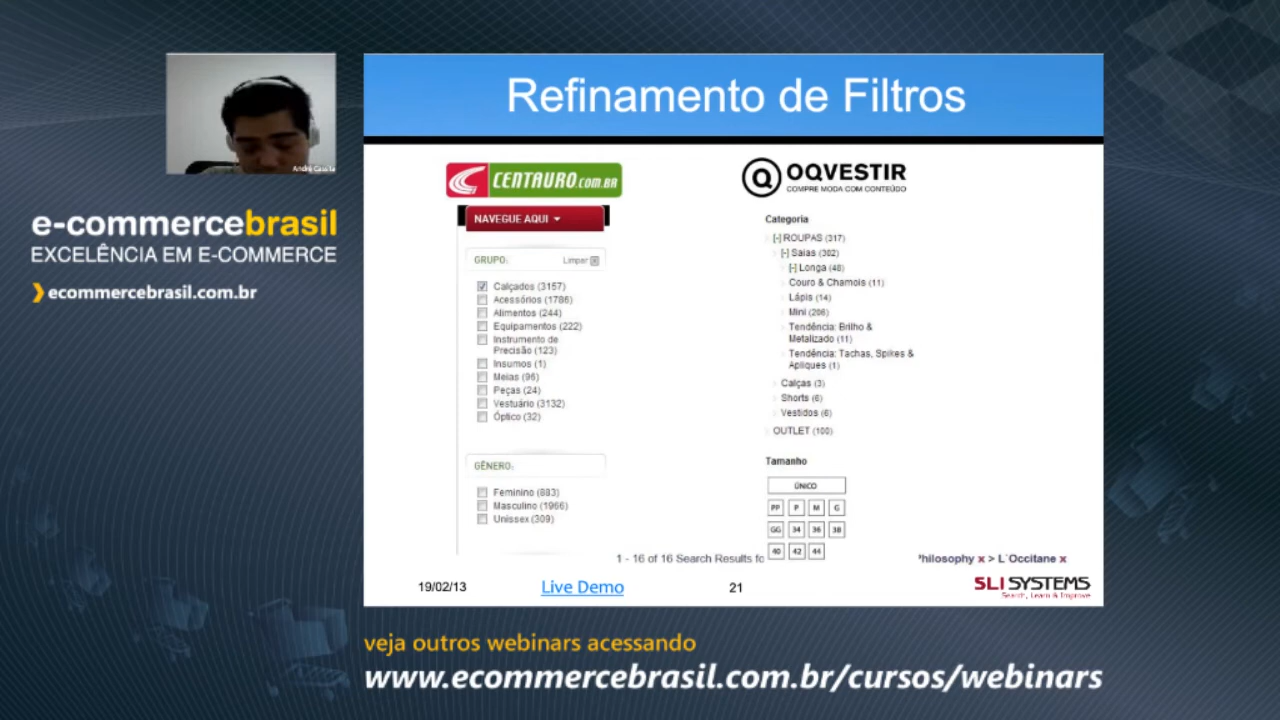 e-commercebrasil
EXCELÊNCIA EM E-COMMERCE
ecommercebrasil.com.br
Refinamento de Filtros
CENTAURO.COM.BR
NAVEGUE AQUI
GRUPO:
Limpar
Calçados (3157)
Acessórios (1786)
Alimentos (244)
Equipamentos (222)
Instrumento de
Precisão (123)
Insumos (1)
Meias (96)
Peças (24)
Vestuário (3132)
Óptico (32)
GÊNERO:
Feminino (883)
Masculino (1966)
Unissex (309)
OQVESTIR
COMPRE MODA COM CONTEÚDO
Categoria
[-] ROUPAS (317)
[-] Saias (302)
[-] Longa (48)
Couro & Chamois (11)
Lápis (14)
Mini (206)
Tendência: Brilho &
Metalizado (11)
Tendência: Tachas, Spikes &
Apliques (1)
Calças (3)
Shorts (6)
Vestidos (6)
OUTLET (100)
Tamanho
ÚNICO
PP P M G
GG 34 36 38
40 42 44
1 - 16 of 16 Search Results fo
hilosophy x > L'Occitane x
19/02/13
Live Demo
21
SLI SYSTEMS
Search, Learn & Improve
veja outros webinars acessando
www.ecommercebrasil.com.br/cursos/webinars